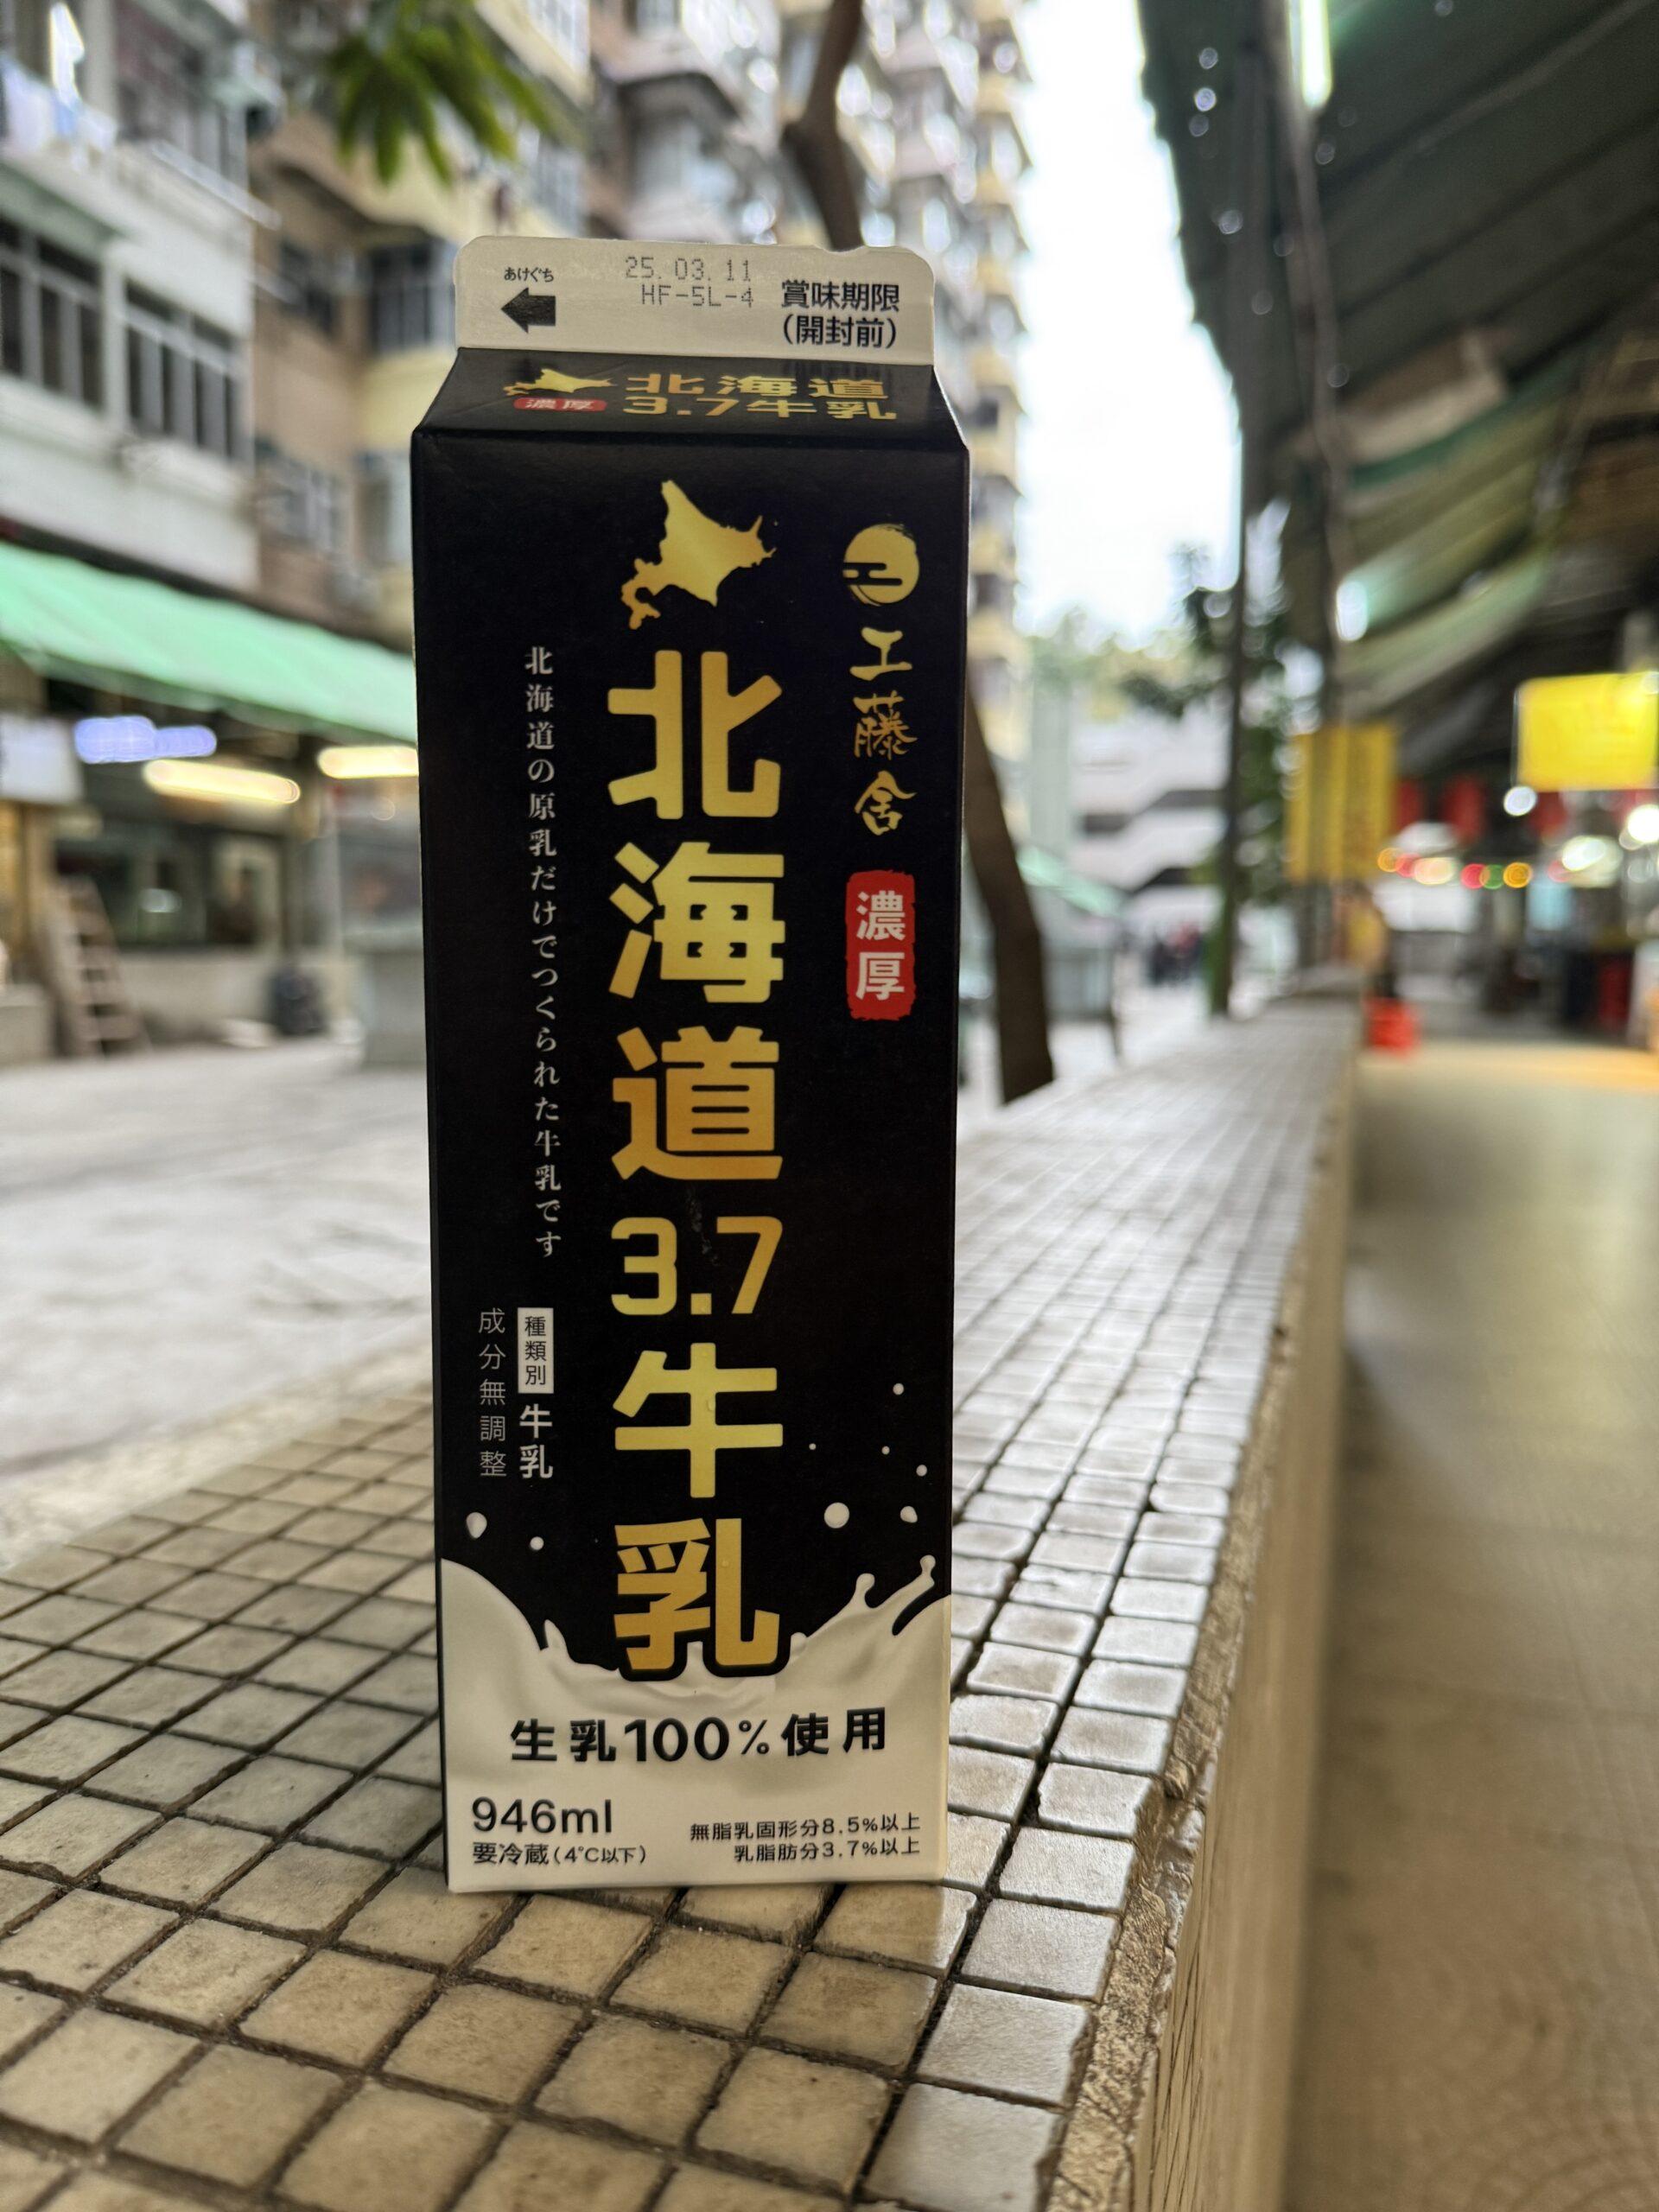 あけぐち
25.03.11
HF-5L-4
賞味期限
(開封前)
北海道
濃厚
3.7牛乳
工藤舎
濃厚
北海道3.7牛乳
北海道の原乳だけでつくられた牛乳です
種類別
牛乳
成分無調整
生乳100%使用
946ml
要冷蔵(4℃以下)
無脂乳固形分8.5%以上
乳脂肪分3.7%以上